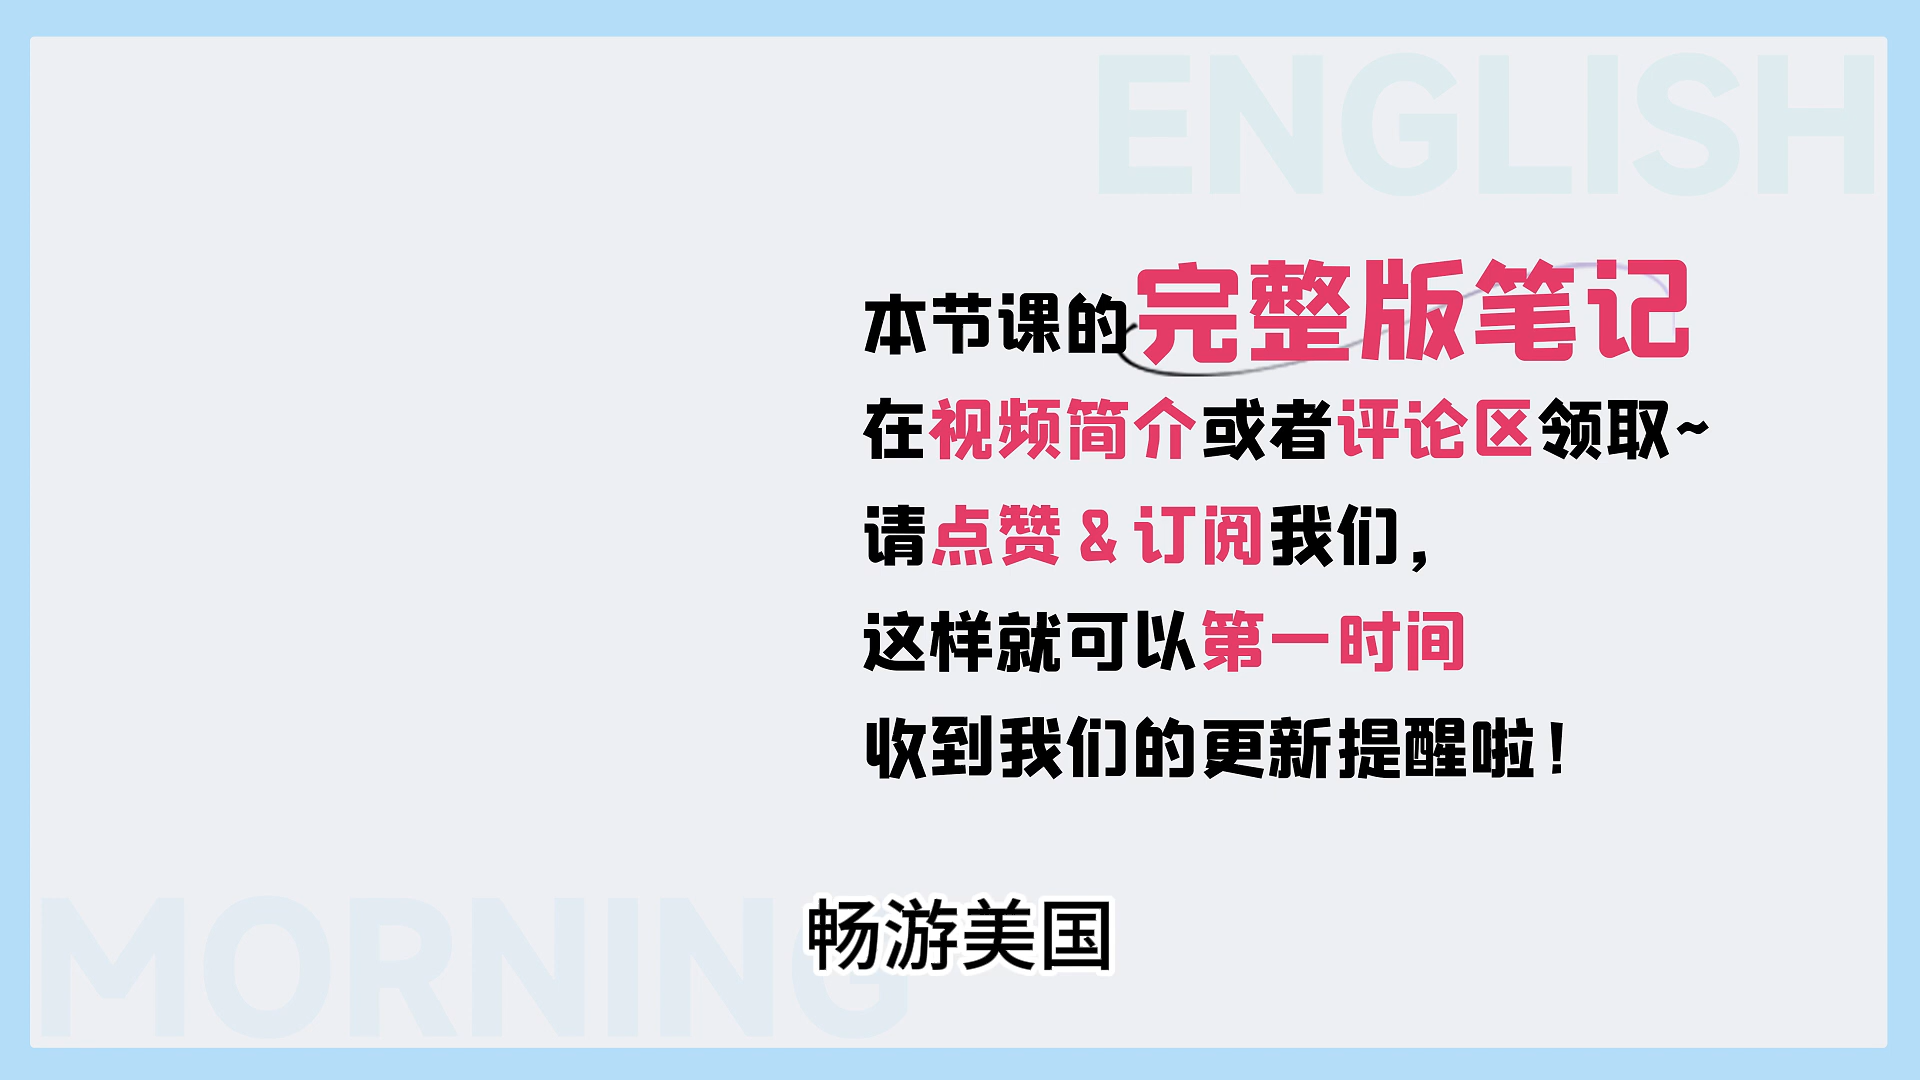 ENGLISH
本节课的完整版笔记
在视频简介或者评论区领取~
请点赞&订阅我们，
这样就可以第一时间
收到我们的更新提醒啦！
MORNING
畅游美国